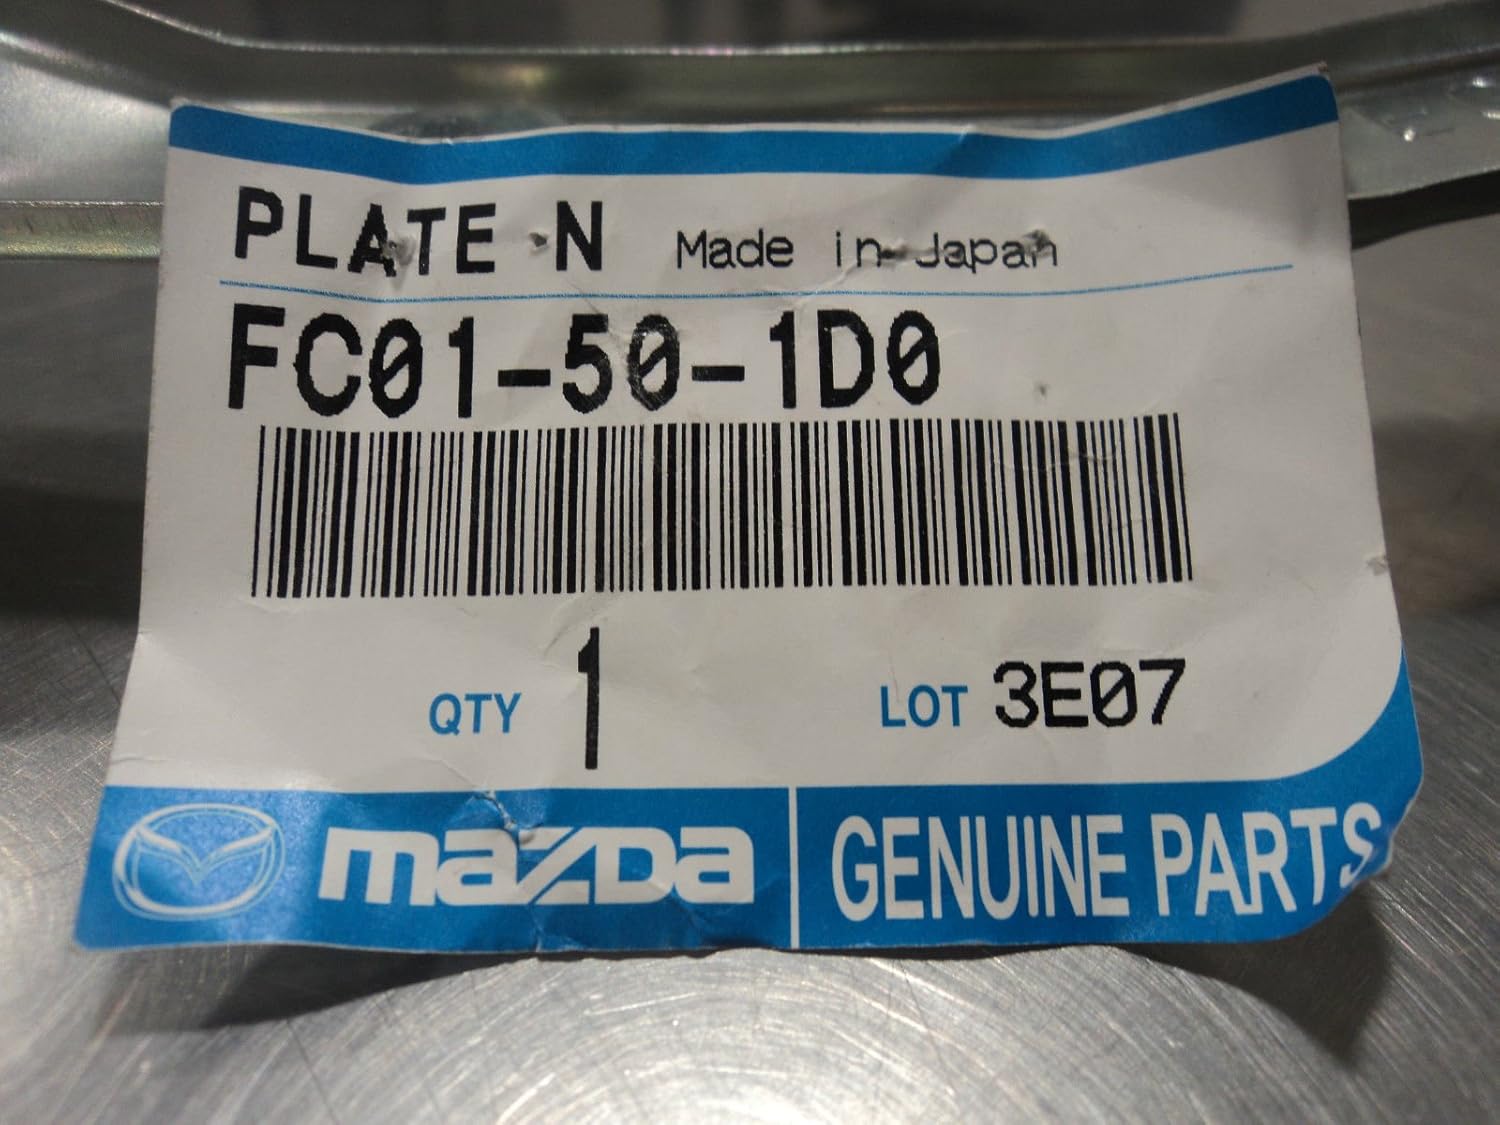 PLATE N Made in Japan
FC01-50-1D0
QTY 1 LOT 3E07
mazda GENUINE PARTS